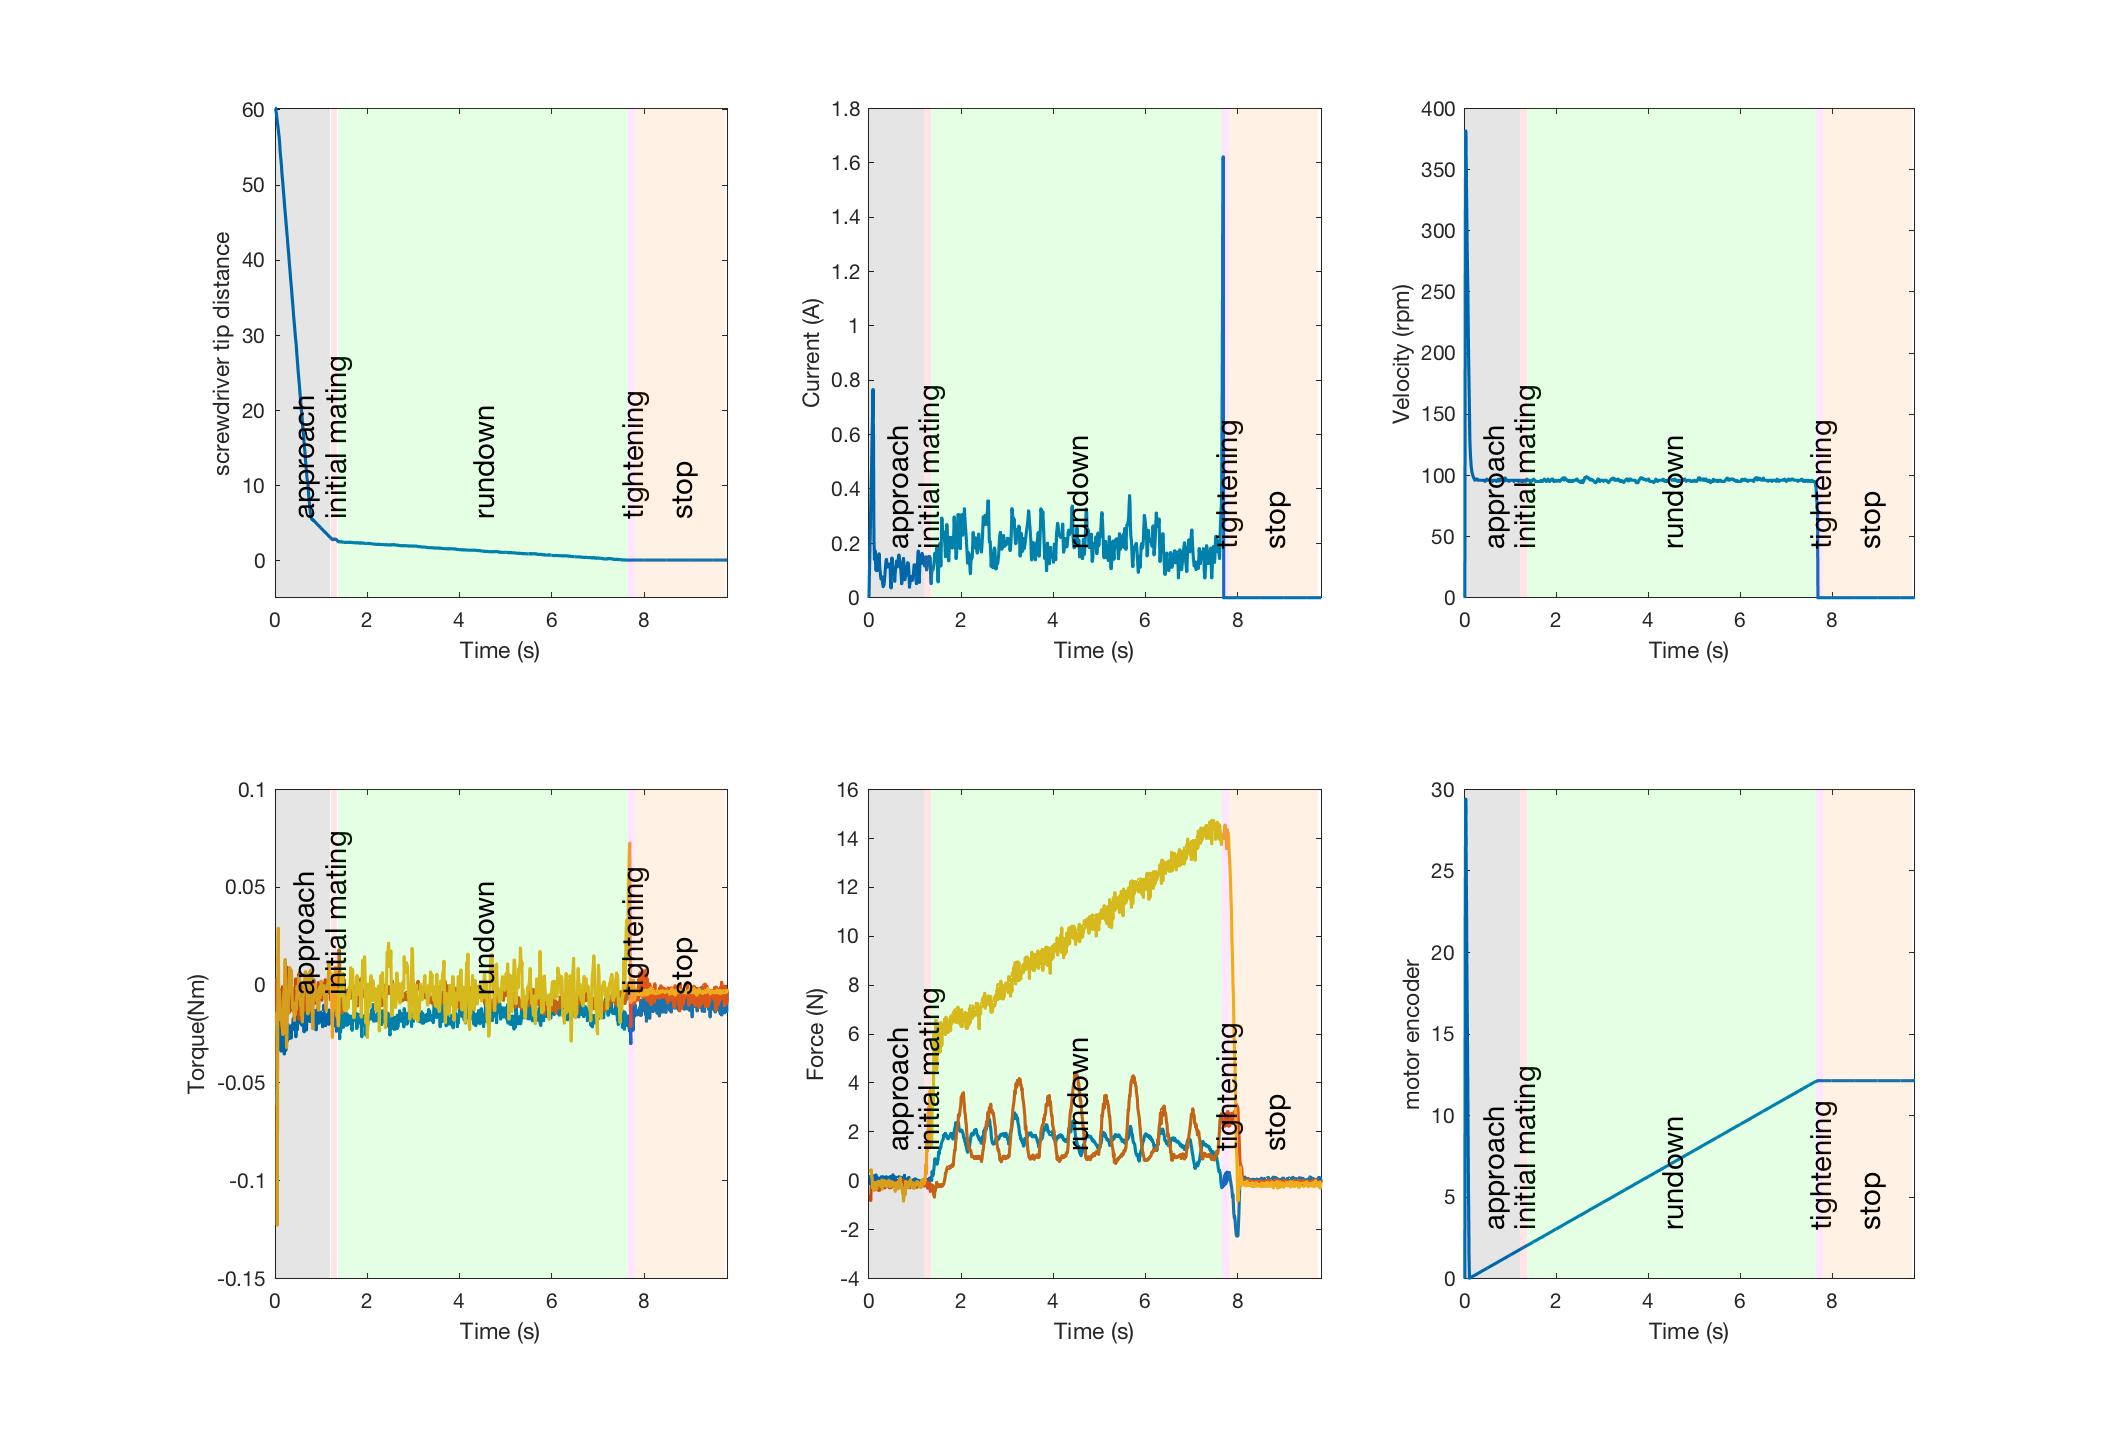 60
50
40
30
20
10
0
screwdriver tip distance
approach
initial mating
rundown
tightening
stop
0 2 4 6 8
Time (s)
1.8
1.6
1.4
1.2
1
0.8
0.6
0.4
0.2
0
Current (A)
approach
initial mating
rundown
tightening
stop
0 2 4 6 8
Time (s)
400
350
300
250
200
150
100
50
0
Velocity (rpm)
approach
initial mating
rundown
tightening
stop
0 2 4 6 8
Time (s)
0.1
0.05
0
-0.05
-0.1
-0.15
Torque(Nm)
approach
initial mating
rundown
tightening
stop
0 2 4 6 8
Time (s)
16
14
12
10
8
6
4
2
0
-2
-4
Force (N)
approach
initial mating
rundown
tightening
stop
0 2 4 6 8
Time (s)
30
25
20
15
10
5
0
motor encoder
approach
initial mating
rundown
tightening
stop
0 2 4 6 8
Time (s)